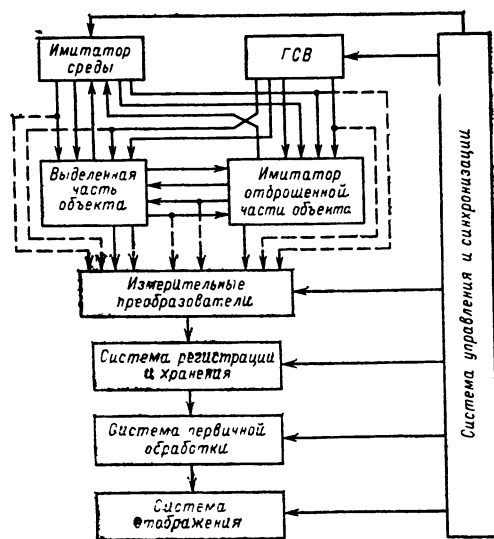 Имитатор
среды
ГСВ
Выделенная
часть
объекта
Имитатор
отброшенной
части объекта
Измерительные
преобразователи
Система регистрации
и хранения
Система первичной
обработки
Система
отображения
Система управления и синхронизации